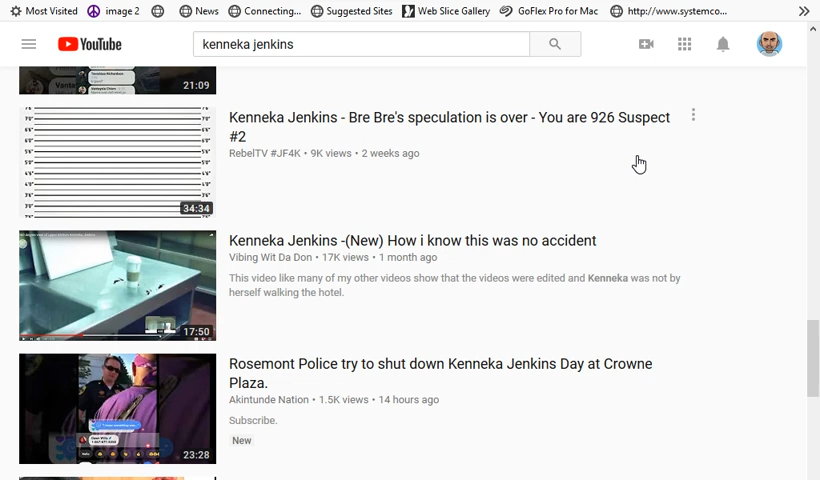 Most Visited image 2 News Connecting... Suggested Sites Web Slice Gallery GoFlex Pro for Mac http://www.systemco...
YouTube kenneka jenkins
21:09
Kenneka Jenkins - Bre Bre's speculation is over - You are 926 Suspect
#2
RebelTV #JF4K • 9K views • 2 weeks ago
34:34
Kenneka Jenkins -(New) How i know this was no accident
Vibing Wit Da Don • 17K views • 1 month ago
This video like many of my other videos show that the videos were edited and Kenneka was not by
herself walking the hotel.
17:50
Rosemont Police try to shut down Kenneka Jenkins Day at Crowne
Plaza.
Akintunde Nation • 1.5K views • 14 hours ago
Subscribe.
New
23:28